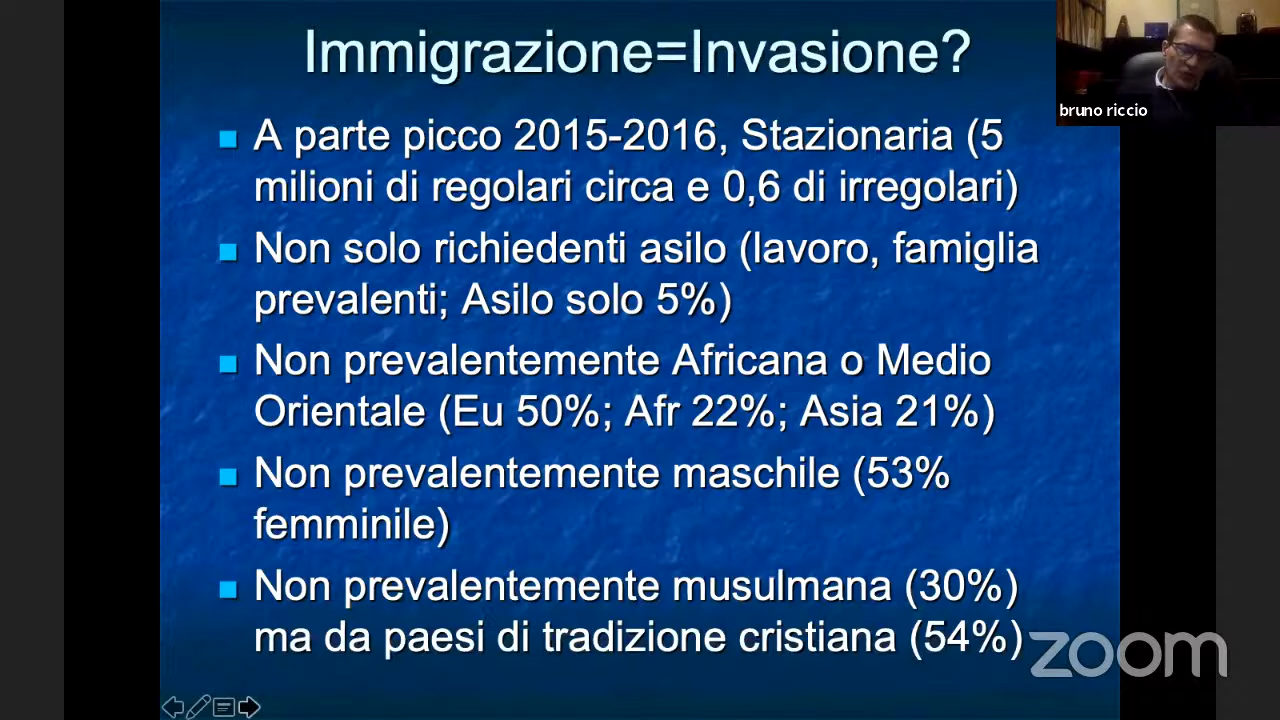 Immigrazione=Invasione?
bruno riccio
A parte picco 2015-2016, Stazionaria (5
milioni di regolari circa e 0,6 di irregolari)
Non solo richiedenti asilo (lavoro, famiglia
prevalenti; Asilo solo 5%)
Non prevalentemente Africana o Medio
Orientale (Eu 50%; Afr 22%; Asia 21%)
Non prevalentemente maschile (53%
femminile)
Non prevalentemente musulmana (30%)
ma da paesi di tradizione cristiana (54%)
zoom